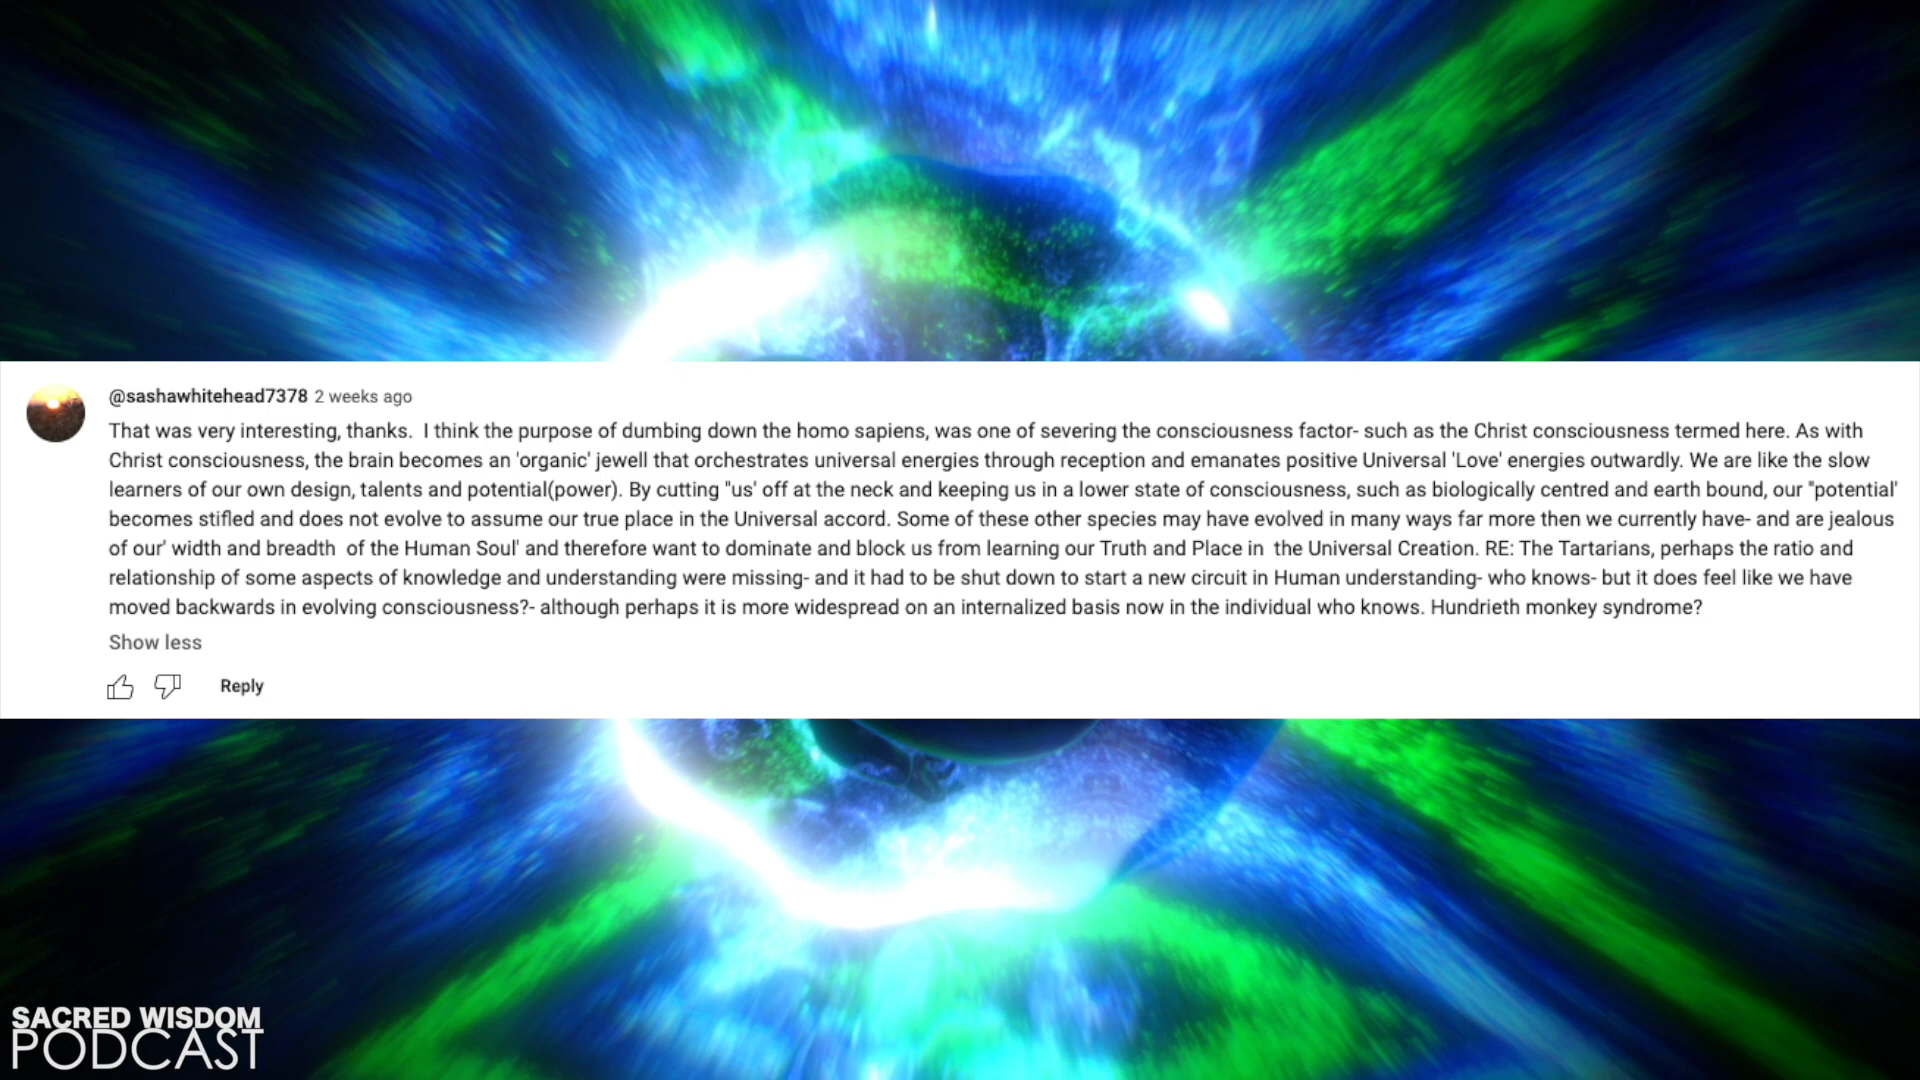 @sashawhitehead7378 2 weeks ago
That was very interesting, thanks.  I think the purpose of dumbing down the homo sapiens, was one of severing the consciousness factor- such as the Christ consciousness termed here. As with
Christ consciousness, the brain becomes an 'organic' jewell that orchestrates universal energies through reception and emanates positive Universal 'Love' energies outwardly. We are like the slow
learners of our own design, talents and potential(power). By cutting "us' off at the neck and keeping us in a lower state of consciousness, such as biologically centred and earth bound, our "potential'
becomes stifled and does not evolve to assume our true place in the Universal accord. Some of these other species may have evolved in many ways far more then we currently have- and are jealous
of our' width and breadth  of the Human Soul' and therefore want to dominate and block us from learning our Truth and Place in  the Universal Creation. RE: The Tartarians, perhaps the ratio and
relationship of some aspects of knowledge and understanding were missing- and it had to be shut down to start a new circuit in Human understanding- who knows- but it does feel like we have
moved backwards in evolving consciousness?- although perhaps it is more widespread on an internalized basis now in the individual who knows. Hundrieth monkey syndrome?
Show less
Reply
SACRED WISDOM
PODCAST